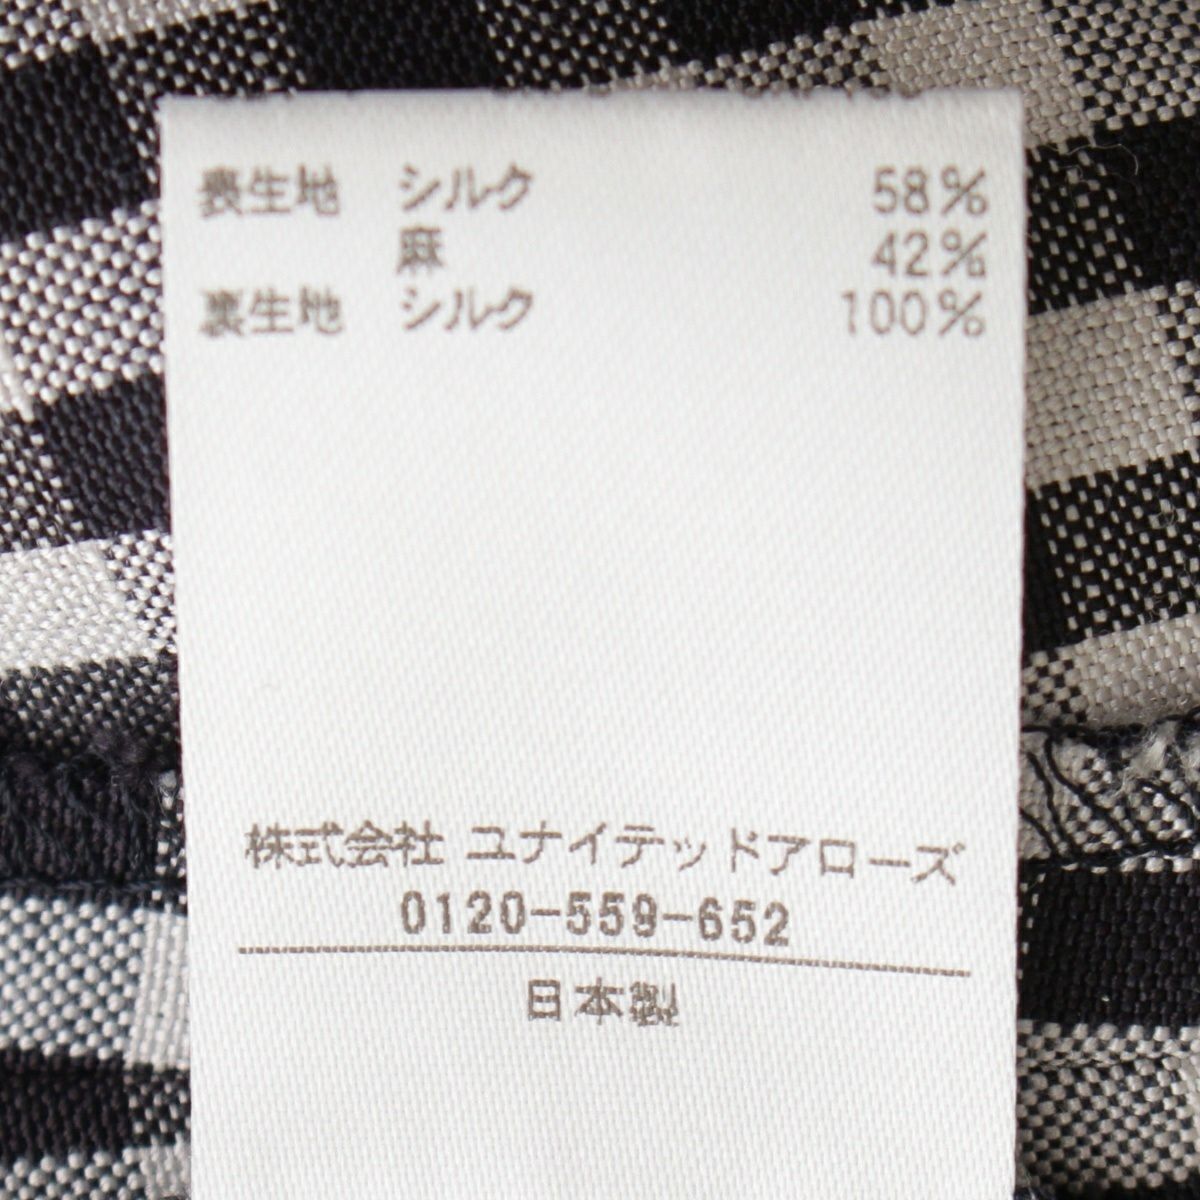 表生地 シルク 58%
麻 42%
裏生地 シルク 100%
株式会社 ユナイテッドアローズ
0120-559-652
日本製